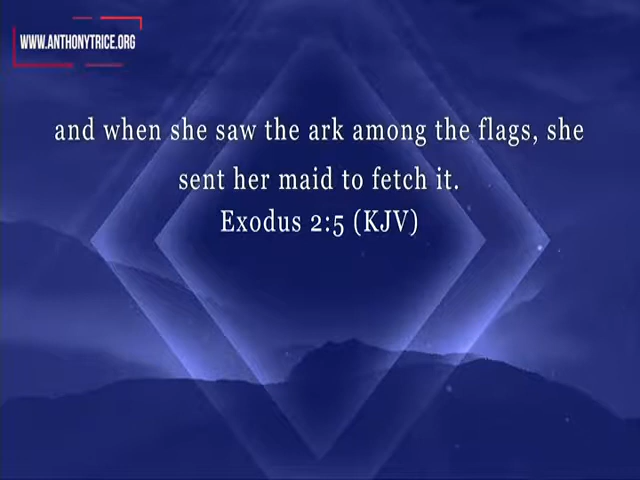 WWW.ANTHONYTRICE.ORG
and when she saw the ark among the flags, she
sent her maid to fetch it.
Exodus 2:5 (KJV)